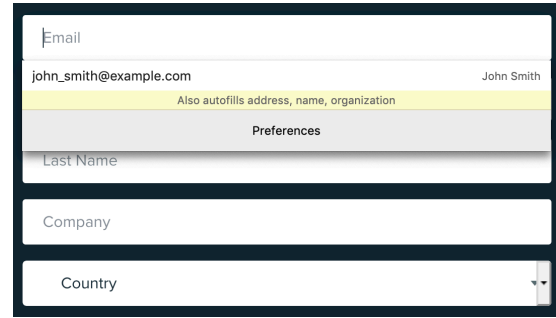 Email
john_smith@example.com John Smith
Also autofills address, name, organization
Preferences
Last Name
Company
Country